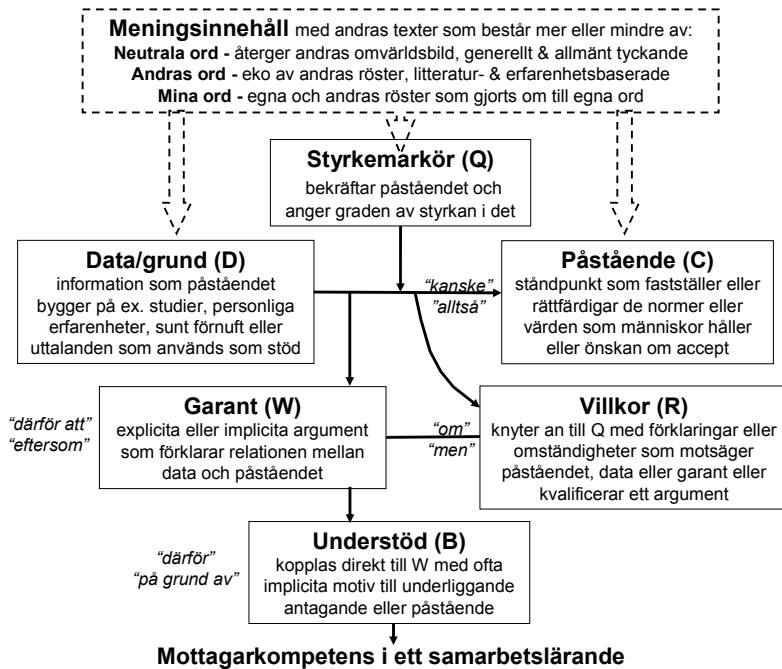 Meningsinnehåll med andras texter som består mer eller mindre av:
Neutrala ord - återger andras omvärldsbild, generellt & allmänt tyckande
Andras ord - eko av andras röster, litteratur- & erfarenhetsbaserade
Mina ord - egna och andras röster som gjorts om till egna ord
Styrkemarkör (Q)
bekräftar påståendet och
anger graden av styrkan i det
Data/grund (D)
information som påståendet
bygger på ex. studier, personliga
erfarenheter, sunt förnuft eller
uttalanden som används som stöd
"kanske"
"alltså"
Påstående (C)
ståndpunkt som fastställer eller
rättfärdigar de normer eller
värden som människor håller
eller önskan om accept
"därför att"
"eftersom"
Garant (W)
explicita eller implicita argument
som förklarar relationen mellan
data och påståendet
"om"
"men"
Villkor (R)
knyter an till Q med förklaringar eller
omständigheter som motsäger
påståendet, data eller garant eller
kvalificerar ett argument
"därför"
"på grund av"
Understöd (B)
kopplas direkt till W med ofta
implicita motiv till underliggande
antagande eller påstående
Mottagarkompetens i ett samarbetslärande